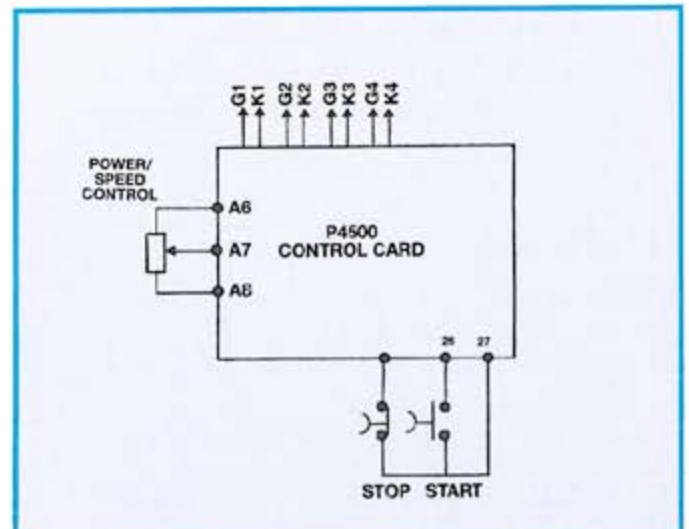 G1 K1 G2 K2 G3 K3 G4 K4
POWER/
SPEED
CONTROL
A6
P4500
CONTROL CARD
A7
A8
26 27
STOP START